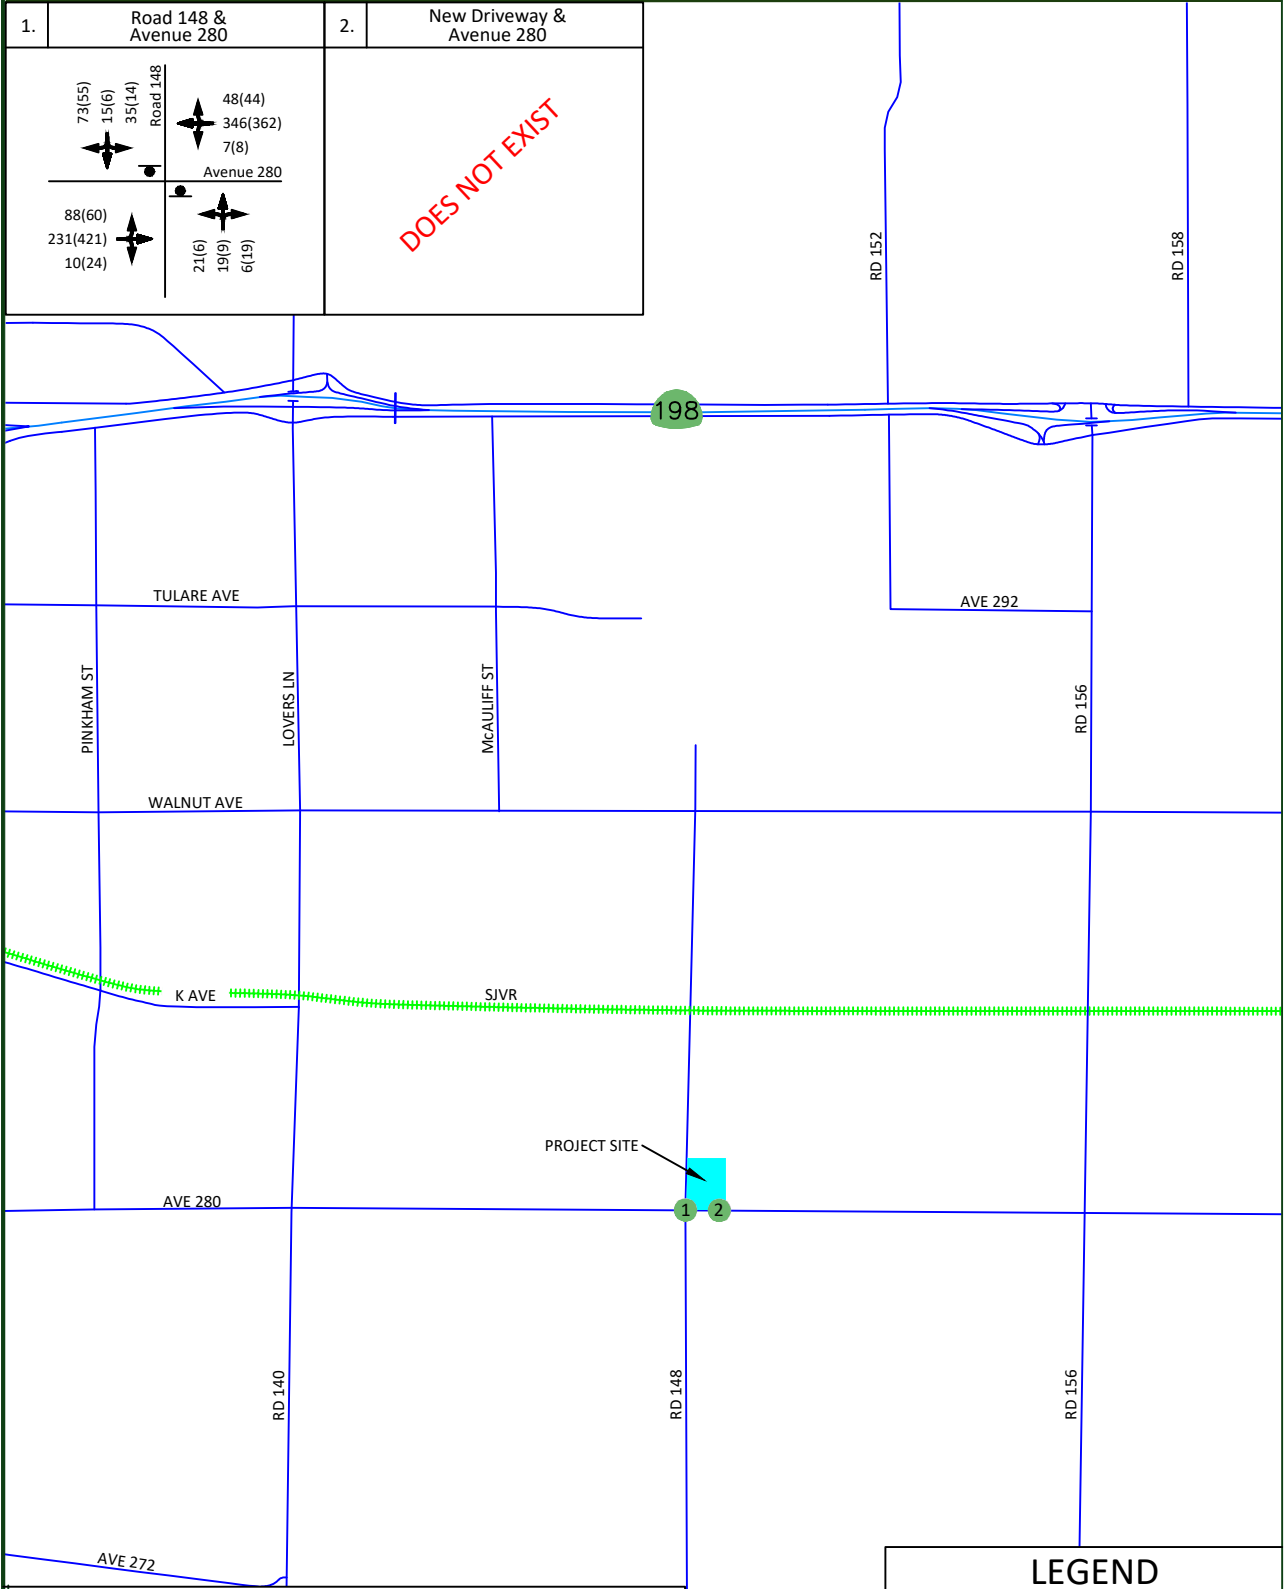 1.
Road 148 &
Avenue 280
2.
New Driveway &
Avenue 280
73(55)
15(6)
35(14)
Road 148
48(44)
346(362)
7(8)
Avenue 280
88(60)
231(421)
10(24)
21(6)
19(9)
6(19)
DOES NOT EXIST
RD 152
RD 158
198
TULARE AVE
AVE 292
PINKHAM ST
LOVERS LN
McAULIFF ST
RD 156
WALNUT AVE
K AVE
SJVR
PROJECT SITE
AVE 280
1
2
RD 140
RD 148
RD 156
AVE 272
LEGEND